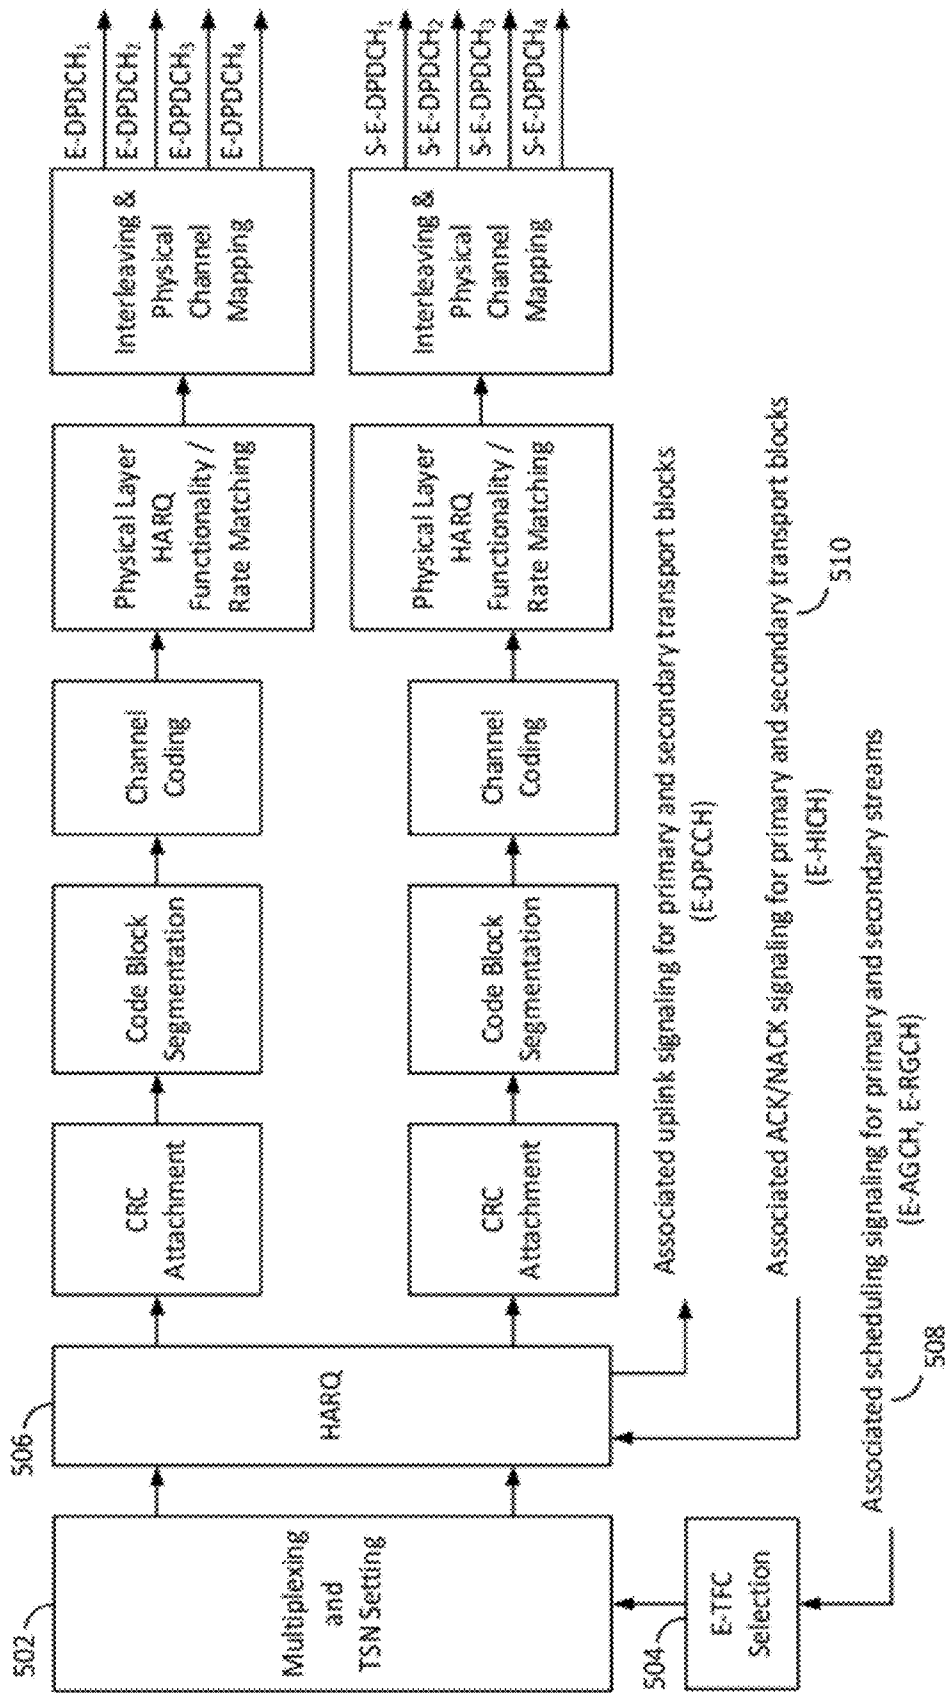 502
Multiplexing
and
TSN Setting
504
E-TFC
Selection
506
HARQ
CRC
Attachment
Code Block
Segmentation
Channel
Coding
Physical Layer
HARQ
Functionality /
Rate Matching
Interleaving &
Physical
Channel
Mapping
E-DPDCH₁
E-DPDCH₂
E-DPDCH₃
E-DPDCH₄
CRC
Attachment
Code Block
Segmentation
Channel
Coding
Physical Layer
HARQ
Functionality /
Rate Matching
Interleaving &
Physical
Channel
Mapping
S-E-DPDCH₁
S-E-DPDCH₂
S-E-DPDCH₃
S-E-DPDCH₄
Associated uplink signaling for primary and secondary transport blocks
(E-DPCCH)
Associated ACK/NACK signaling for primary and secondary transport blocks
(E-HICH)
510
Associated scheduling signaling for primary and secondary streams
(E-AGCH, E-RGCH)
508